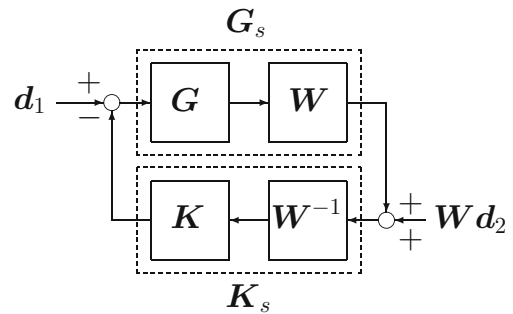 G_s
d_1
+
−
G
W
K
W^{-1}
+
+
W d_2
K_s